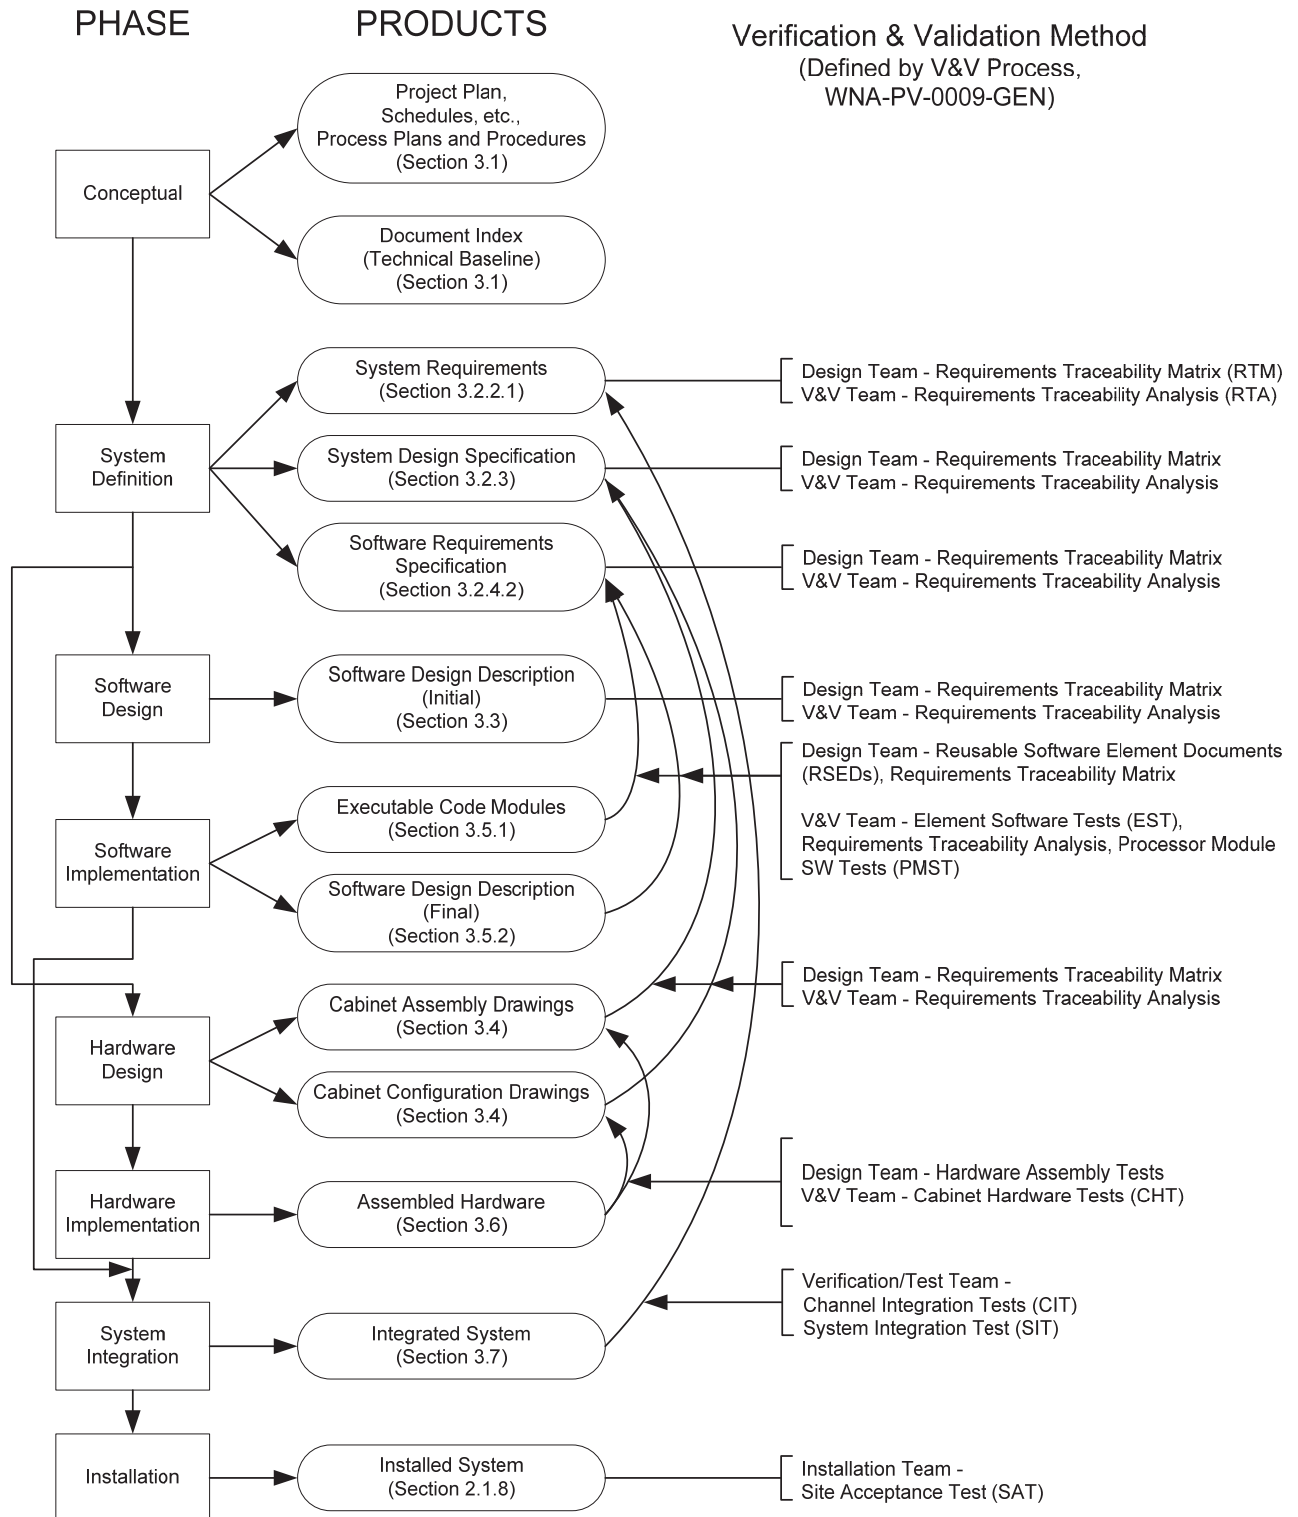 PHASE
PRODUCTS
Verification & Validation Method
(Defined by V&V Process,
WNA-PV-0009-GEN)
Project Plan,
Schedules, etc.,
Process Plans and Procedures
(Section 3.1)
Conceptual
Document Index
(Technical Baseline)
(Section 3.1)
System Requirements
(Section 3.2.2.1)
Design Team - Requirements Traceability Matrix (RTM)
V&V Team - Requirements Traceability Analysis (RTA)
System
Definition
System Design Specification
(Section 3.2.3)
Design Team - Requirements Traceability Matrix
V&V Team - Requirements Traceability Analysis
Software Requirements
Specification
(Section 3.2.4.2)
Design Team - Requirements Traceability Matrix
V&V Team - Requirements Traceability Analysis
Software
Design
Software Design Description
(Initial)
(Section 3.3)
Design Team - Requirements Traceability Matrix
V&V Team - Requirements Traceability Analysis
Design Team - Reusable Software Element Documents
(RSEDs), Requirements Traceability Matrix
V&V Team - Element Software Tests (EST),
Requirements Traceability Analysis, Processor Module
SW Tests (PMST)
Executable Code Modules
(Section 3.5.1)
Software
Implementation
Software Design Description
(Final)
(Section 3.5.2)
Design Team - Requirements Traceability Matrix
V&V Team - Requirements Traceability Analysis
Cabinet Assembly Drawings
(Section 3.4)
Hardware
Design
Cabinet Configuration Drawings
(Section 3.4)
Design Team - Hardware Assembly Tests
V&V Team - Cabinet Hardware Tests (CHT)
Hardware
Implementation
Assembled Hardware
(Section 3.6)
Verification/Test Team -
Channel Integration Tests (CIT)
System Integration Test (SIT)
System
Integration
Integrated System
(Section 3.7)
Installation
Installed System
(Section 2.1.8)
Installation Team -
Site Acceptance Test (SAT)